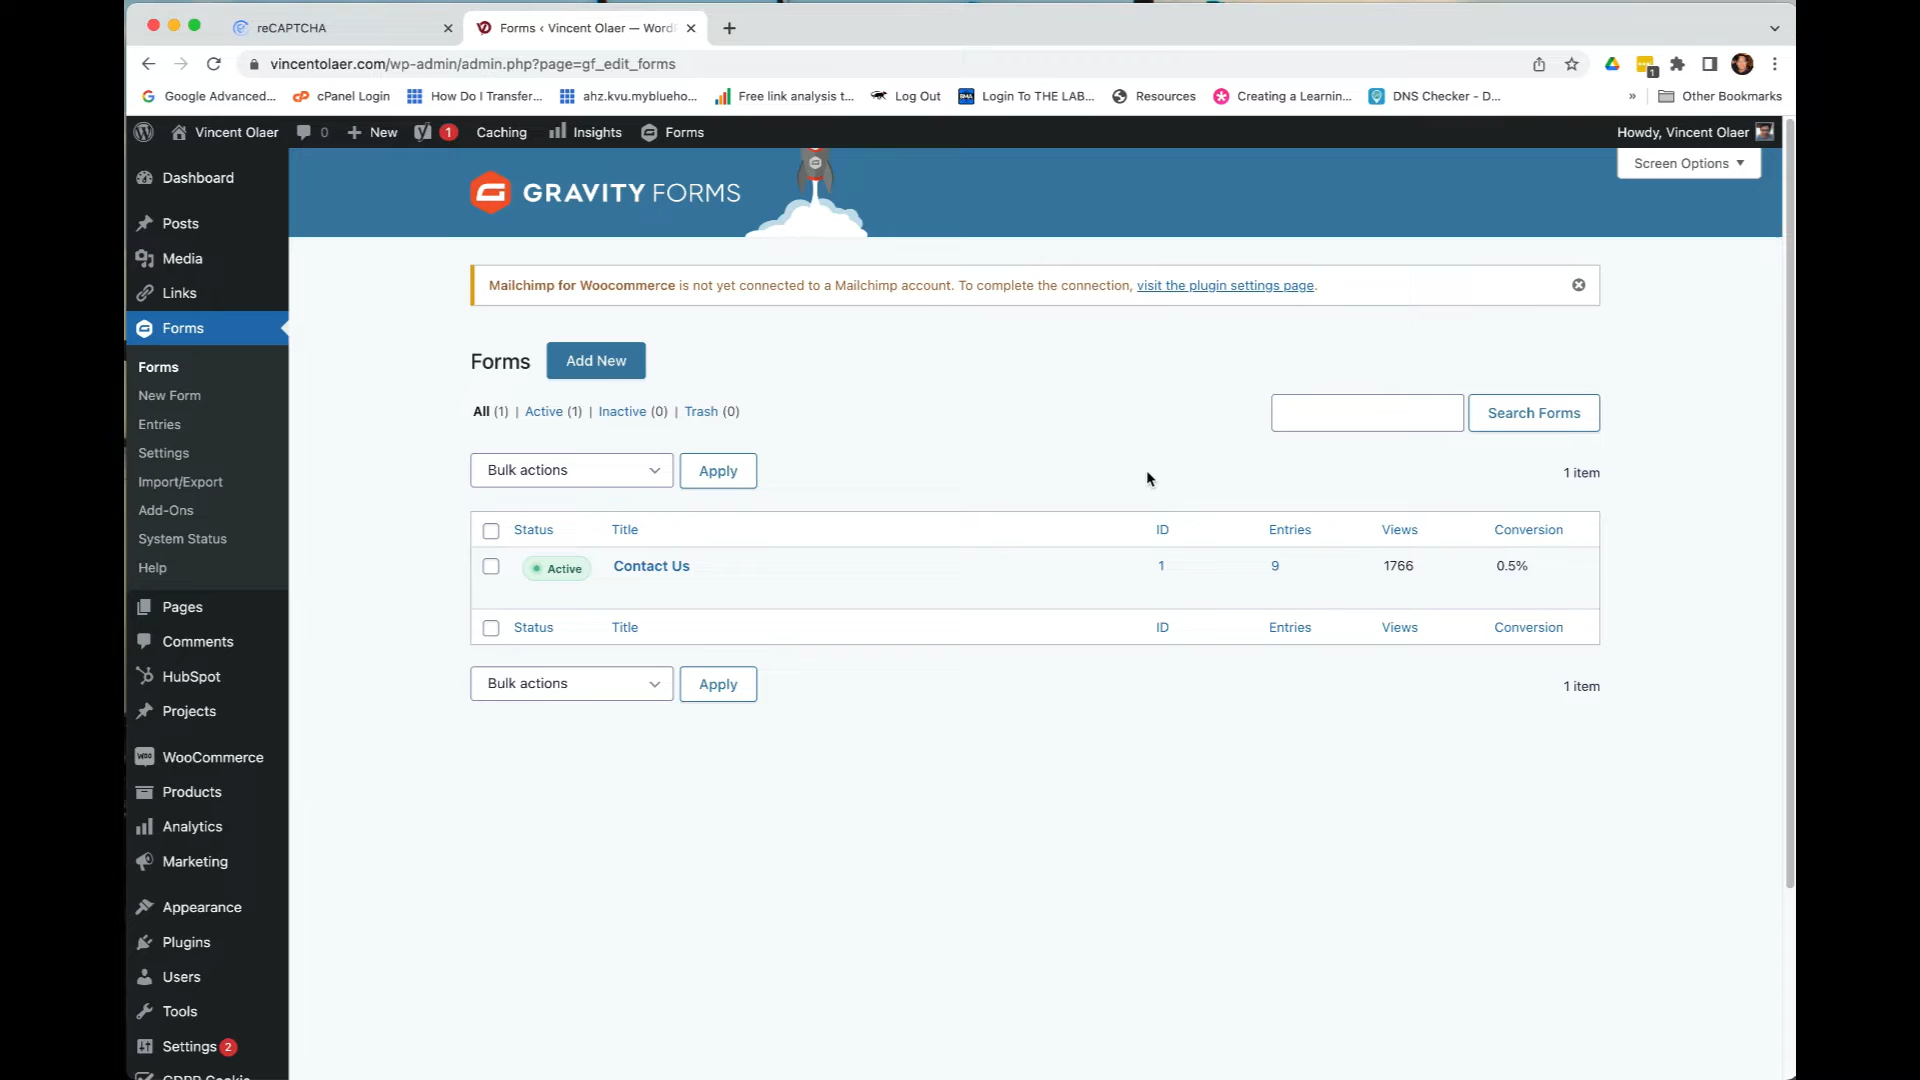 reCAPTCHA
Forms ‹ Vincent Olaer — Word
vincentolaer.com/wp-admin/admin.php?page=gf_edit_forms
1
Google Advanced...
cPanel Login
How Do I Transfer...
ahz.kvu.myblueho...
Free link analysis t...
Log Out
Login To THE LAB...
Resources
Creating a Learnin...
DNS Checker - D...
»
Other Bookmarks
Vincent Olaer
0
+ New
1
Caching
Insights
Forms
Howdy, Vincent Olaer
Screen Options
GRAVITY FORMS
Dashboard
Posts
Media
Links
Forms
Forms
New Form
Entries
Settings
Import/Export
Add-Ons
System Status
Help
Pages
Comments
HubSpot
Projects
WooCommerce
Products
Analytics
Marketing
Appearance
Plugins
Users
Tools
Settings 2
Mailchimp for Woocommerce is not yet connected to a Mailchimp account. To complete the connection, visit the plugin settings page.
Forms
Add New
All (1) | Active (1) | Inactive (0) | Trash (0)
Search Forms
Bulk actions
Apply
1 item
Status Title ID Entries Views Conversion
Active Contact Us 1 9 1766 0.5%
Status Title ID Entries Views Conversion
Bulk actions
Apply
1 item